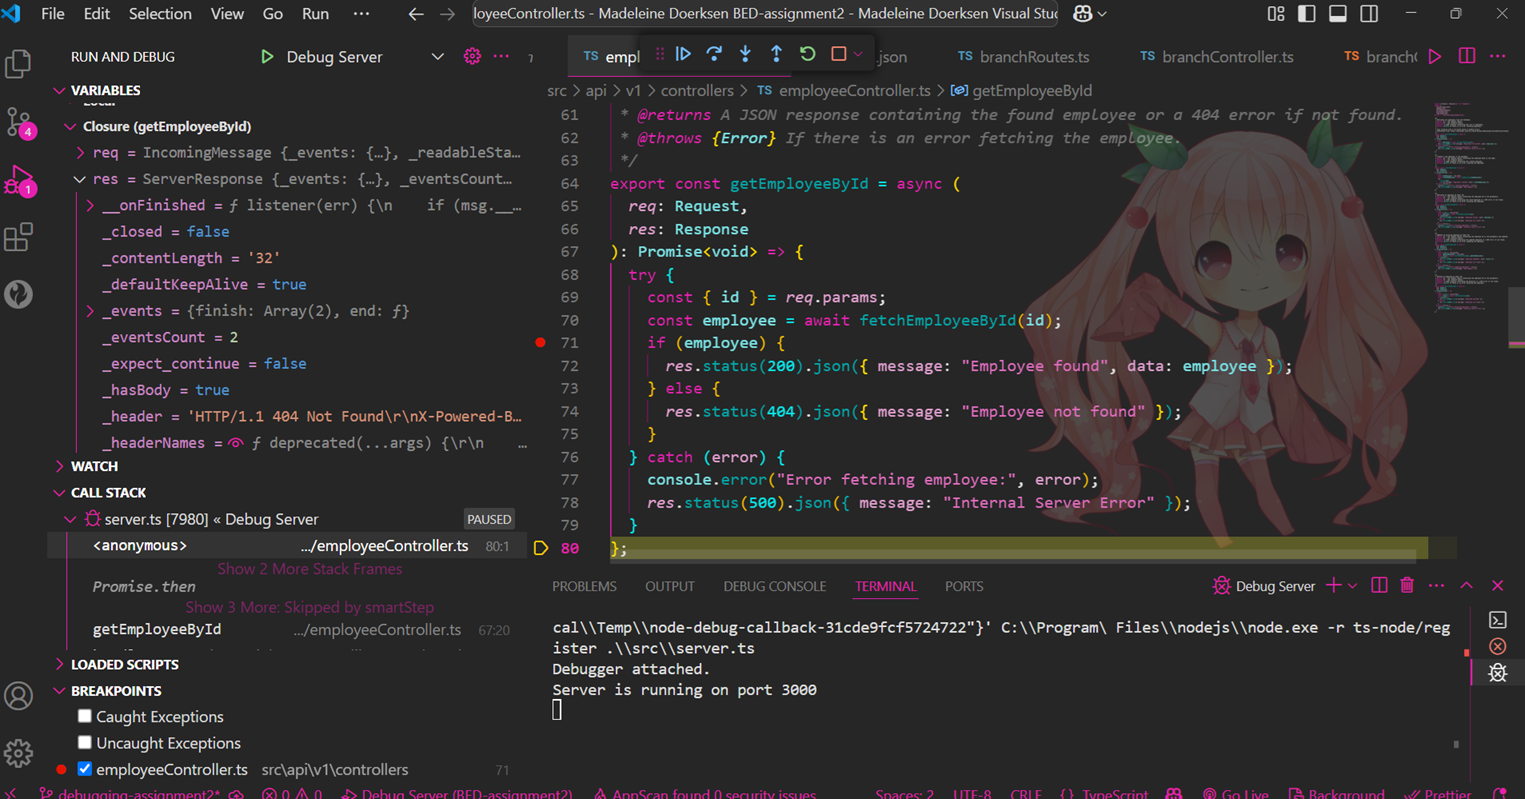 File Edit Selection View Go Run ··· loyeeController.ts - Madeleine Doerksen BED-assignment2 - Madeleine Doerksen Visual Stu
RUN AND DEBUG Debug Server ···
TS empl .json TS branchRoutes.ts TS branchController.ts TS branch
src > api > v1 > controllers > TS employeeController.ts > getEmployeeById
VARIABLES
Closure (getEmployeeById)
req = IncomingMessage {_events: {…}, _readableSta…
res = ServerResponse {_events: {…}, _eventsCount…
__onFinished = ƒ listener(err) {\n    if (msg.__…
_closed = false
_contentLength = '32'
_defaultKeepAlive = true
_events = {finish: Array(2), end: ƒ}
_eventsCount = 2
_expect_continue = false
_hasBody = true
_header = 'HTTP/1.1 404 Not Found\r\nX-Powered-B…
_headerNames = ƒ deprecated(...args) {\r\n    …
WATCH
CALL STACK
server.ts [7980] « Debug Server PAUSED
<anonymous> …/employeeController.ts 80:1
Show 2 More Stack Frames
Promise.then
Show 3 More: Skipped by smartStep
getEmployeeById …/employeeController.ts 67:20
LOADED SCRIPTS
BREAKPOINTS
Caught Exceptions
Uncaught Exceptions
employeeController.ts src\api\v1\controllers 71
61 * @returns A JSON response containing the found employee or a 404 error if not found.
62 * @throws {Error} If there is an error fetching the employee.
63 */
64 export const getEmployeeById = async (
65 req: Request,
66 res: Response
67 ): Promise<void> => {
68 try {
69 const { id } = req.params;
70 const employee = await fetchEmployeeById(id);
71 if (employee) {
72 res.status(200).json({ message: "Employee found", data: employee });
73 } else {
74 res.status(404).json({ message: "Employee not found" });
75 }
76 } catch (error) {
77 console.error("Error fetching employee:", error);
78 res.status(500).json({ message: "Internal Server Error" });
79 }
80 };
PROBLEMS OUTPUT DEBUG CONSOLE TERMINAL PORTS Debug Server
cal\\Temp\\node-debug-callback-31cde9fcf5724722"}' C:\\Program\ Files\\nodejs\\node.exe -r ts-node/reg
ister .\\src\\server.ts
Debugger attached.
Server is running on port 3000
debugging-assignment2* 0 0 Debug Server (BED-assignment2) AppScan found 0 security issues Spaces: 2 UTF-8 CRLF {} TypeScript Go Live Background Prettier